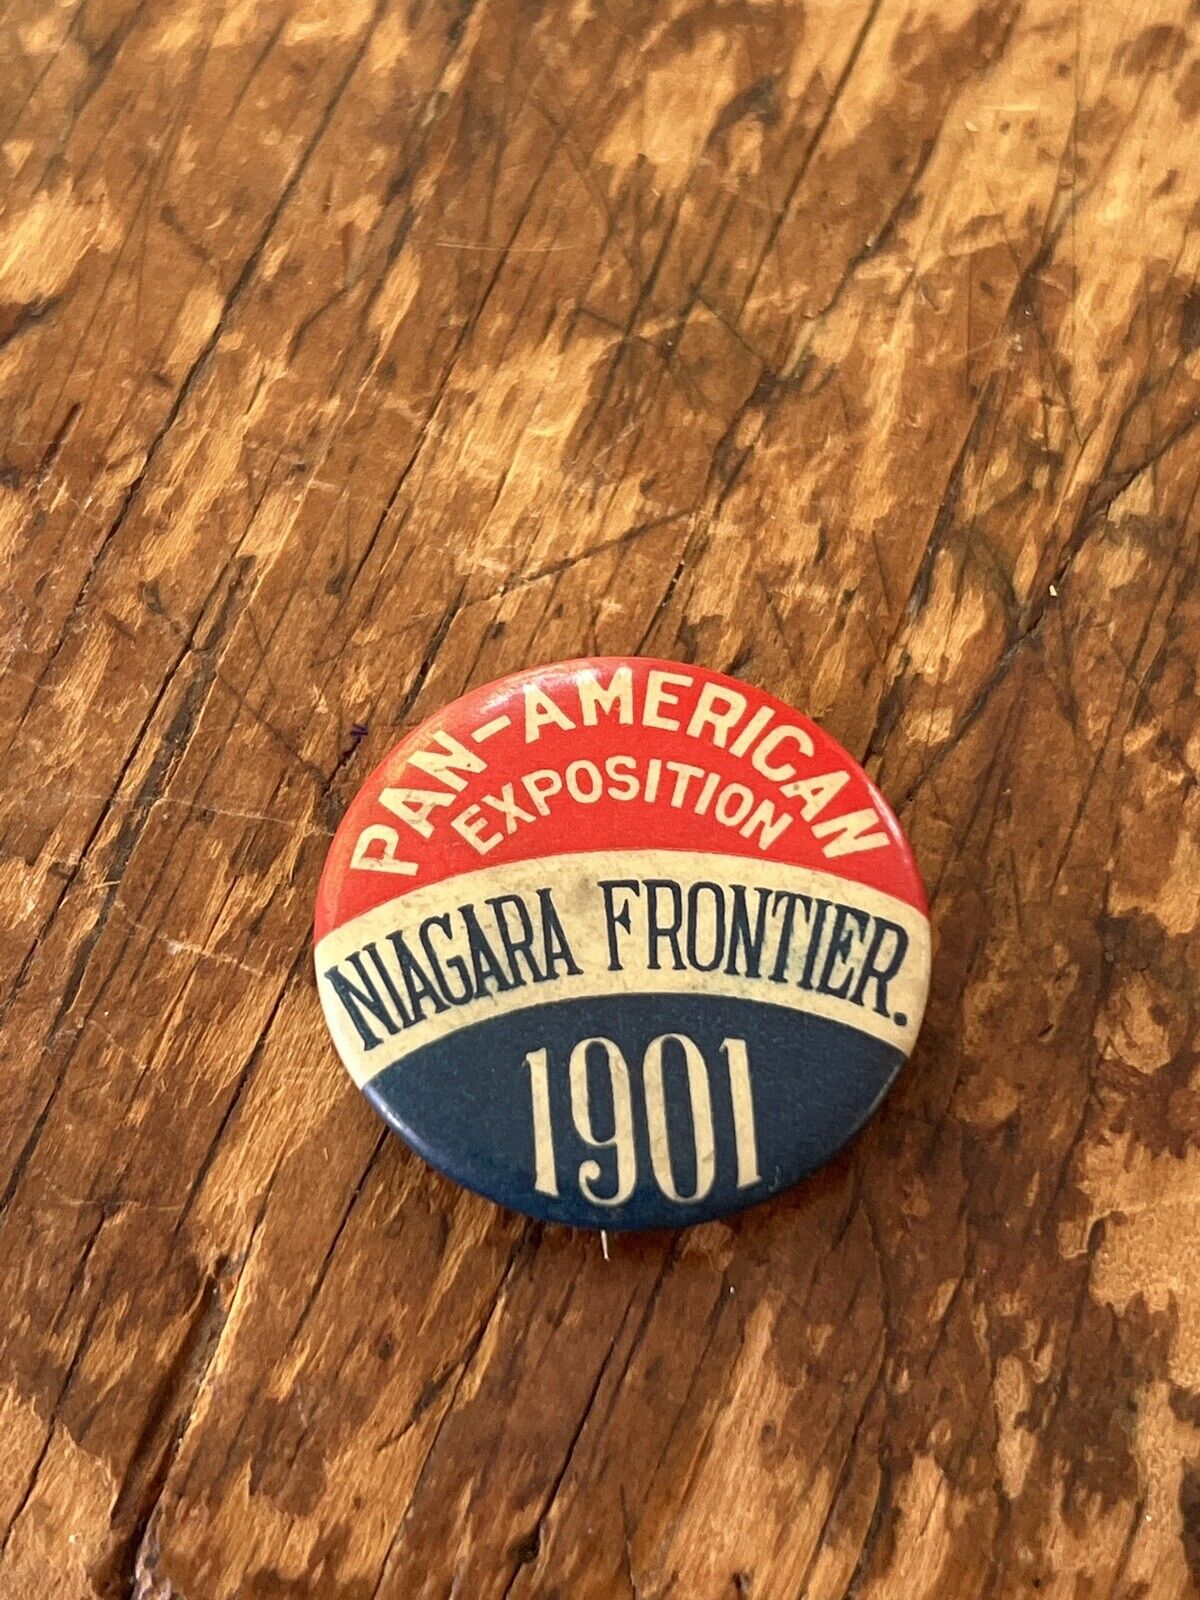 PAN-AMERICAN
EXPOSITION
NIAGARA FRONTIER.
1901